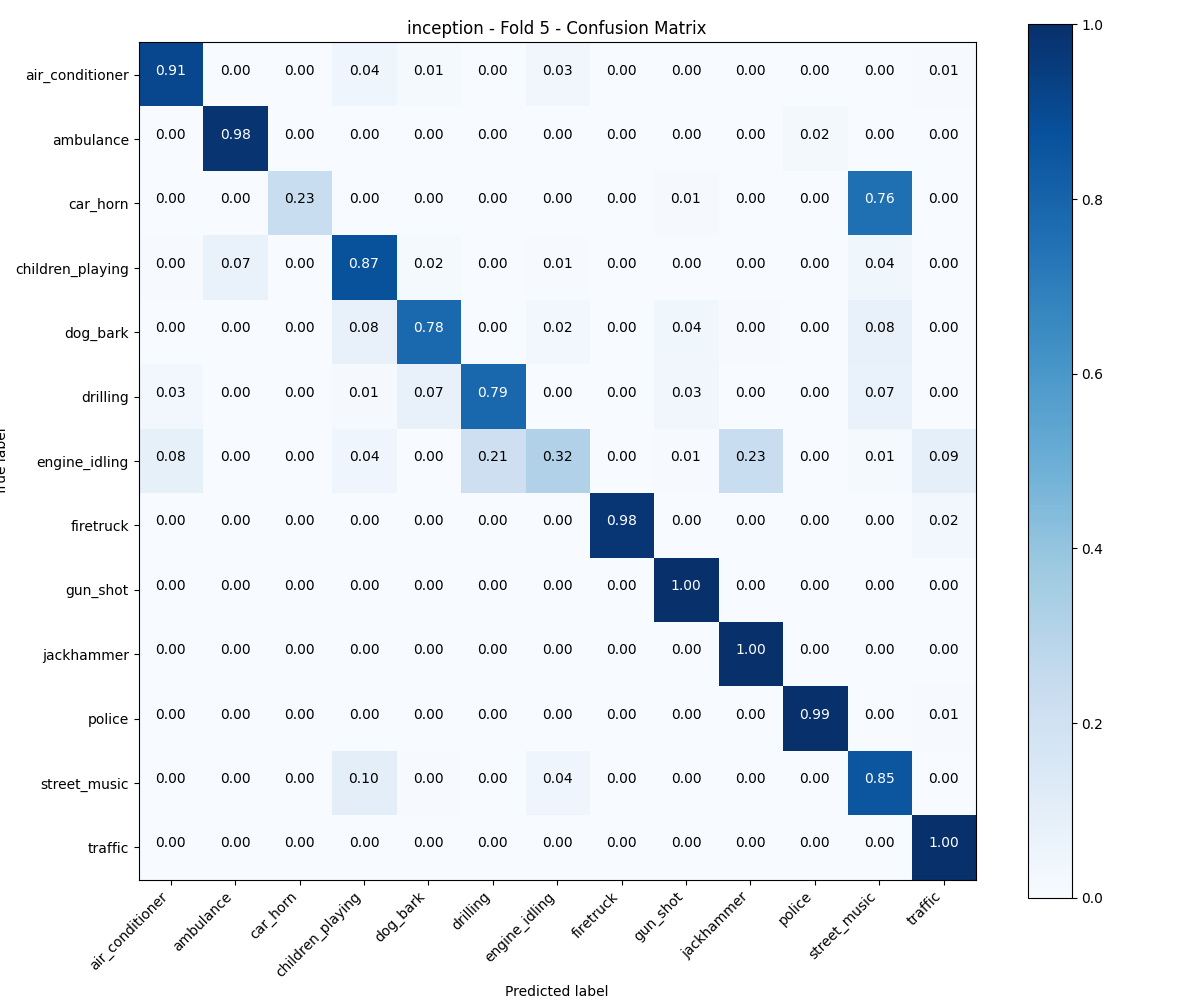 inception - Fold 5 - Confusion Matrix
air_conditioner 0.91 0.00 0.00 0.04 0.01 0.00 0.03 0.00 0.00 0.00 0.00 0.00 0.01
ambulance 0.00 0.98 0.00 0.00 0.00 0.00 0.00 0.00 0.00 0.00 0.02 0.00 0.00
car_horn 0.00 0.00 0.23 0.00 0.00 0.00 0.00 0.00 0.01 0.00 0.00 0.76 0.00
children_playing 0.00 0.07 0.00 0.87 0.02 0.00 0.01 0.00 0.00 0.00 0.00 0.04 0.00
dog_bark 0.00 0.00 0.00 0.08 0.78 0.00 0.02 0.00 0.04 0.00 0.00 0.08 0.00
drilling 0.03 0.00 0.00 0.01 0.07 0.79 0.00 0.00 0.03 0.00 0.00 0.07 0.00
engine_idling 0.08 0.00 0.00 0.04 0.00 0.21 0.32 0.00 0.01 0.23 0.00 0.01 0.09
firetruck 0.00 0.00 0.00 0.00 0.00 0.00 0.00 0.98 0.00 0.00 0.00 0.00 0.02
gun_shot 0.00 0.00 0.00 0.00 0.00 0.00 0.00 0.00 1.00 0.00 0.00 0.00 0.00
jackhammer 0.00 0.00 0.00 0.00 0.00 0.00 0.00 0.00 0.00 1.00 0.00 0.00 0.00
police 0.00 0.00 0.00 0.00 0.00 0.00 0.00 0.00 0.00 0.00 0.99 0.00 0.01
street_music 0.00 0.00 0.00 0.10 0.00 0.00 0.04 0.00 0.00 0.00 0.00 0.85 0.00
traffic 0.00 0.00 0.00 0.00 0.00 0.00 0.00 0.00 0.00 0.00 0.00 0.00 1.00
air_conditioner ambulance car_horn children_playing dog_bark drilling engine_idling firetruck gun_shot jackhammer police street_music traffic
Predicted label
1.0
0.8
0.6
0.4
0.2
0.0